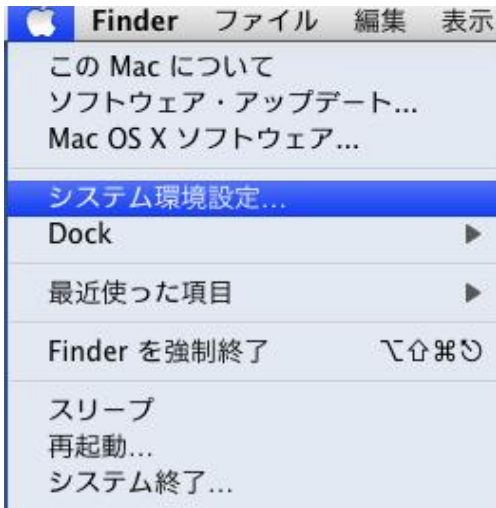 Finder ファイル 編集 表示
この Mac について
ソフトウェア・アップデート...
Mac OS X ソフトウェア...
システム環境設定...
Dock
最近使った項目
Finder を強制終了 ⌥⇧⌘⎋
スリープ
再起動...
システム終了...